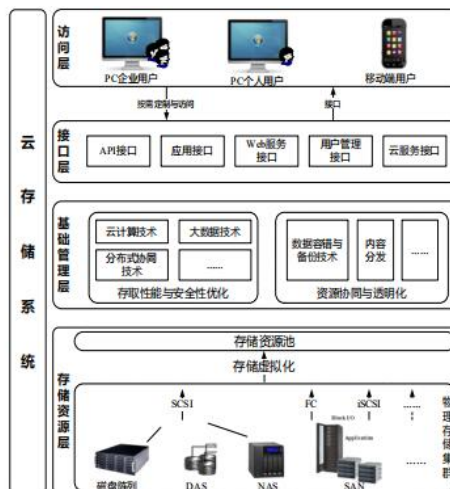 云存储系统
访问层
PC企业用户
PC个人用户
移动端用户
按需定制与访问
接口
接口层
API接口
应用接口
Web服务
接口
用户管理
接口
云服务接口
基础管理层
云计算技术
大数据技术
分布式协同
技术
……
存取性能与安全性优化
数据容错与
备份技术
内容
分发
……
资源协同与透明化
存储资源层
存储资源池
存储虚拟化
SCSI
FC
iSCSI
……
Block I/O
Application
磁盘阵列
DAS
NAS
SAN
……
物理存储集群